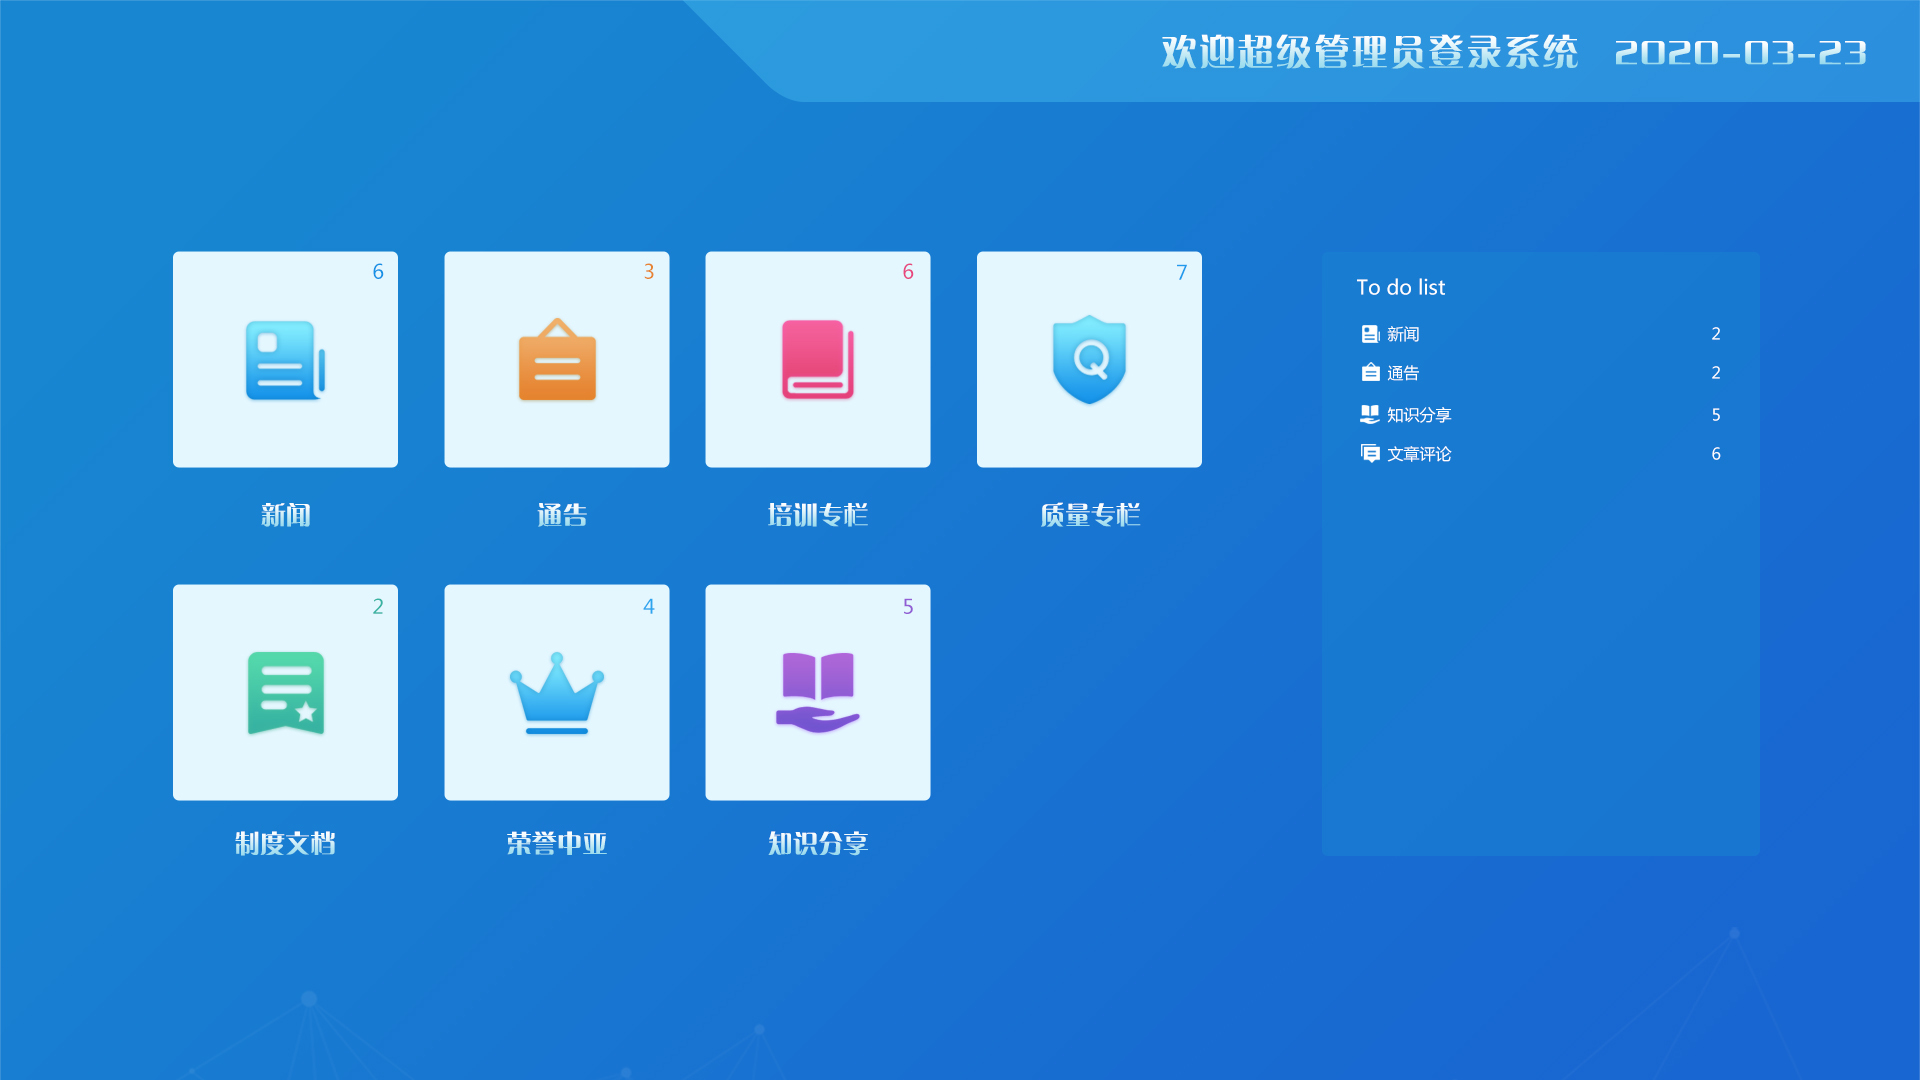 欢迎超级管理员登录系统 2020-03-23
6
3
6
7
新闻
通告
培训专栏
质量专栏
2
4
5
制度文档
荣誉中亚
知识分享
To do list
新闻 2
通告 2
知识分享 5
文章评论 6